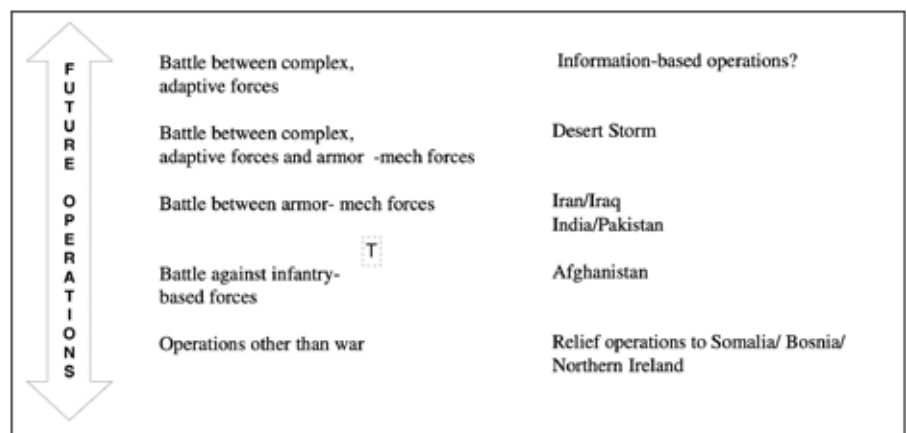 FUTURE OPERATIONS
Battle between complex,
adaptive forces
Information-based operations?
Battle between complex,
adaptive forces and armor -mech forces
Desert Storm
Battle between armor- mech forces
Iran/Iraq
India/Pakistan
T
Battle against infantry-
based forces
Afghanistan
Operations other than war
Relief operations to Somalia/ Bosnia/
Northern Ireland